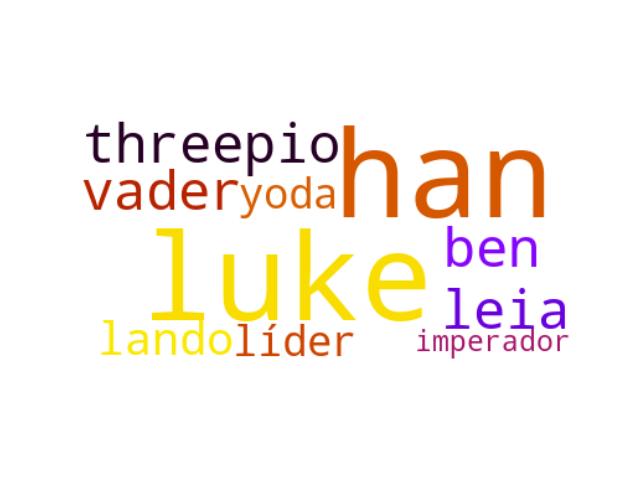 threepio
han
vader
yoda
luke
ben
leia
lando
líder
imperador